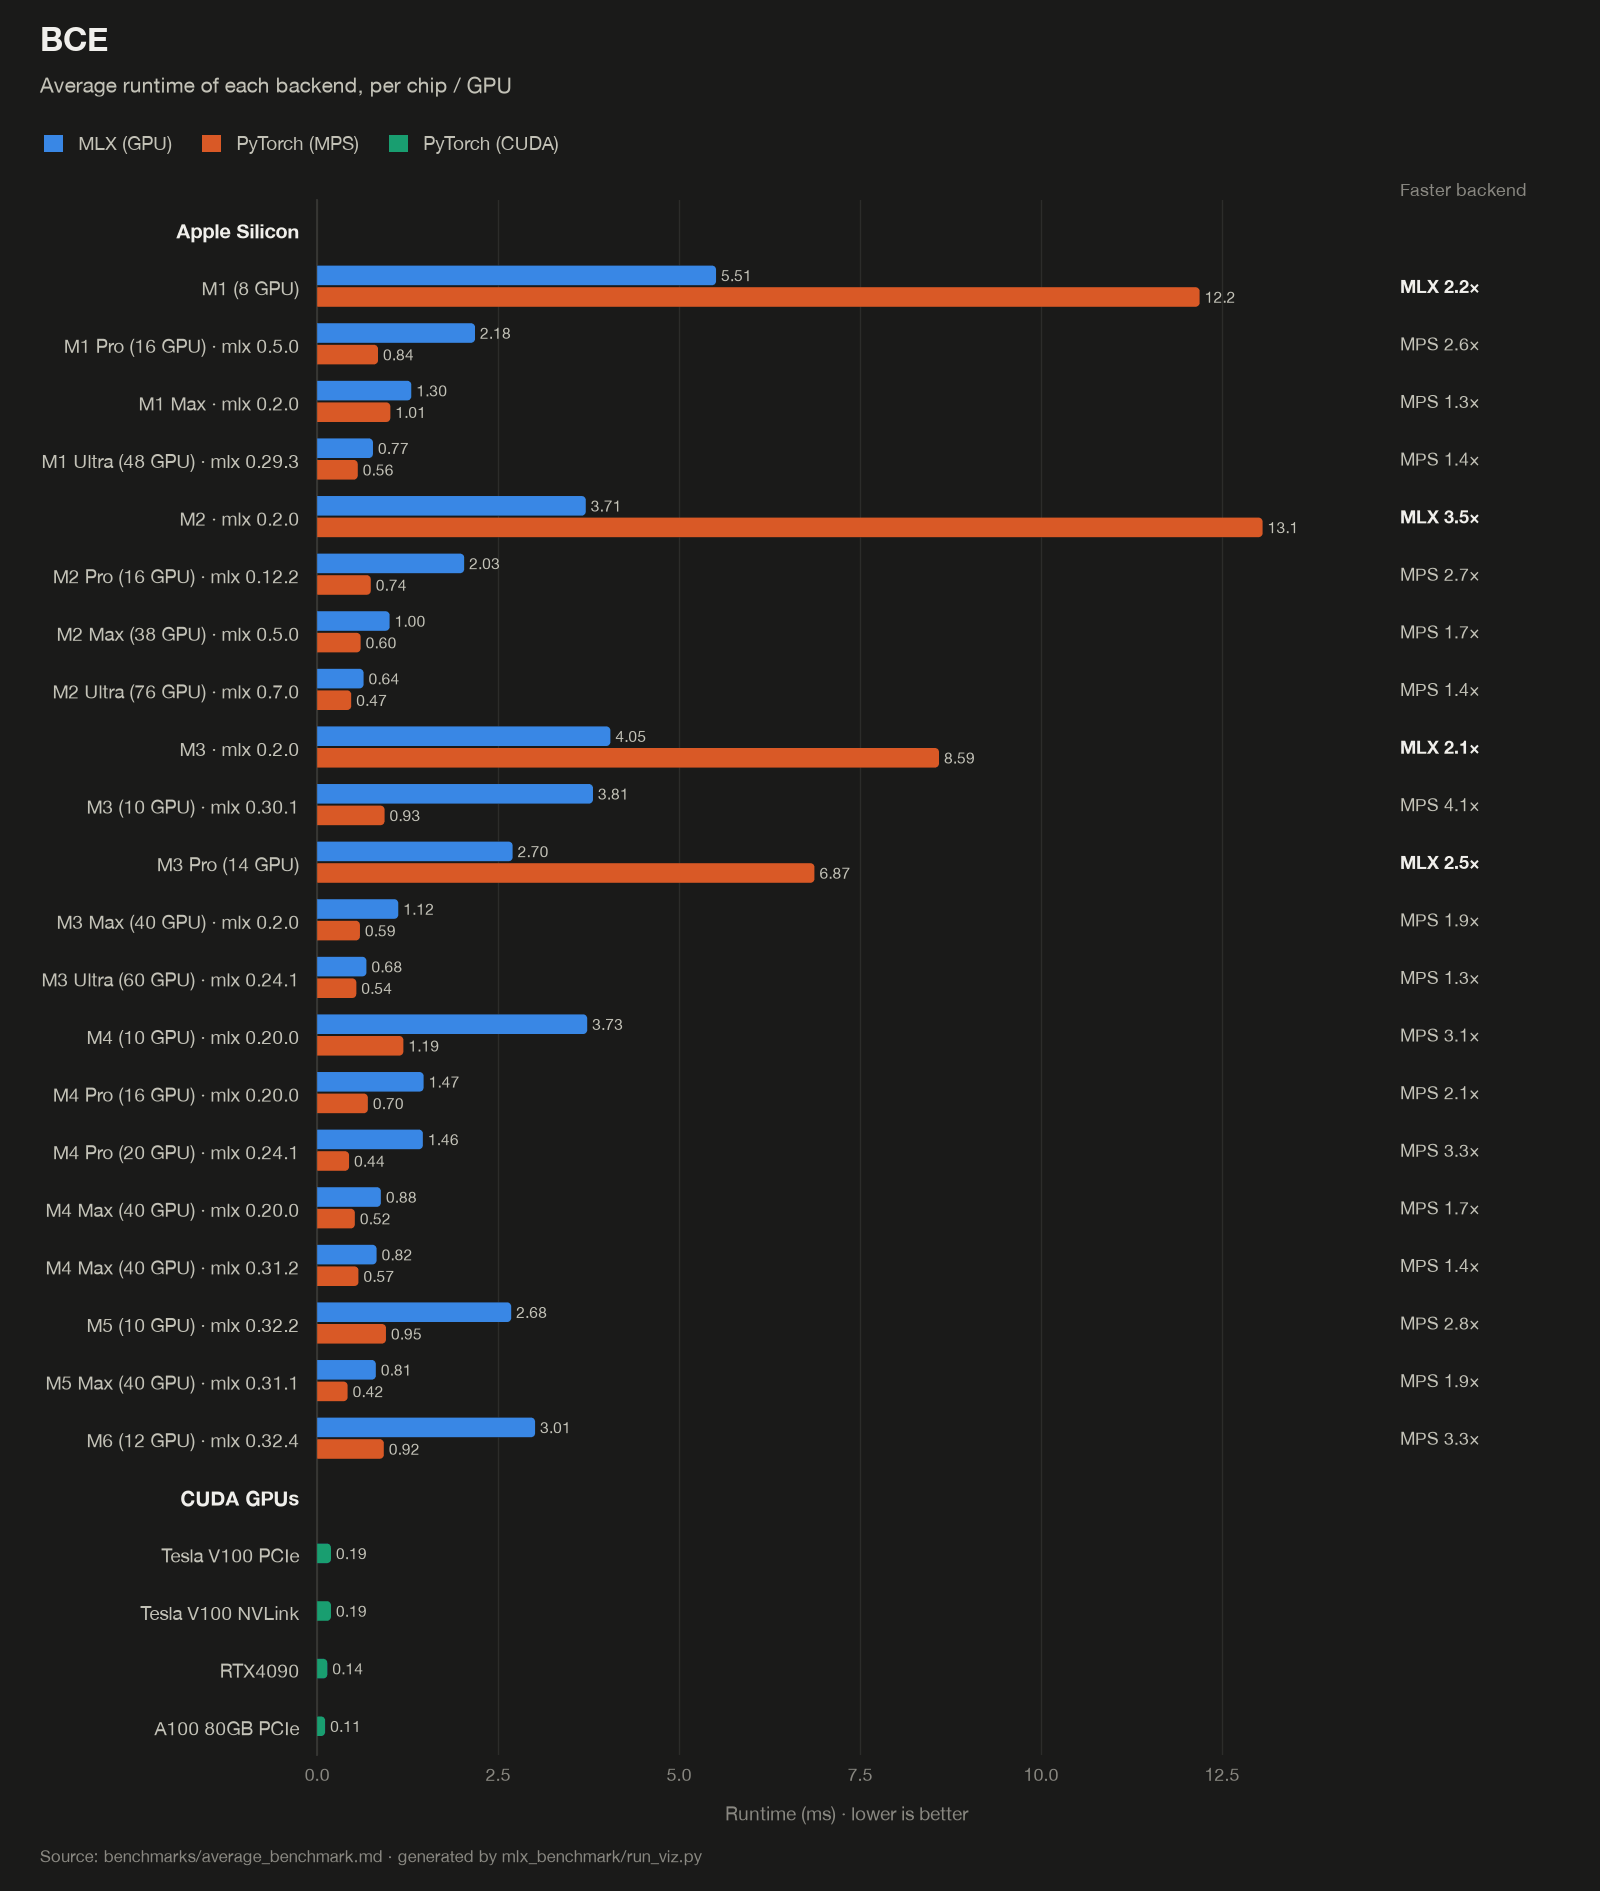 BCE
Average runtime of each backend, per chip / GPU
MLX (GPU) PyTorch (MPS) PyTorch (CUDA)
Faster backend
Apple Silicon
M1 (8 GPU) 5.51 12.2 MLX 2.2×
M1 Pro (16 GPU) · mlx 0.5.0 2.18 0.84 MPS 2.6×
M1 Max · mlx 0.2.0 1.30 1.01 MPS 1.3×
M1 Ultra (48 GPU) · mlx 0.29.3 0.77 0.56 MPS 1.4×
M2 · mlx 0.2.0 3.71 13.1 MLX 3.5×
M2 Pro (16 GPU) · mlx 0.12.2 2.03 0.74 MPS 2.7×
M2 Max (38 GPU) · mlx 0.5.0 1.00 0.60 MPS 1.7×
M2 Ultra (76 GPU) · mlx 0.7.0 0.64 0.47 MPS 1.4×
M3 · mlx 0.2.0 4.05 8.59 MLX 2.1×
M3 (10 GPU) · mlx 0.30.1 3.81 0.93 MPS 4.1×
M3 Pro (14 GPU) 2.70 6.87 MLX 2.5×
M3 Max (40 GPU) · mlx 0.2.0 1.12 0.59 MPS 1.9×
M3 Ultra (60 GPU) · mlx 0.24.1 0.68 0.54 MPS 1.3×
M4 (10 GPU) · mlx 0.20.0 3.73 1.19 MPS 3.1×
M4 Pro (16 GPU) · mlx 0.20.0 1.47 0.70 MPS 2.1×
M4 Pro (20 GPU) · mlx 0.24.1 1.46 0.44 MPS 3.3×
M4 Max (40 GPU) · mlx 0.20.0 0.88 0.52 MPS 1.7×
M4 Max (40 GPU) · mlx 0.31.2 0.82 0.57 MPS 1.4×
M5 (10 GPU) · mlx 0.32.2 2.68 0.95 MPS 2.8×
M5 Max (40 GPU) · mlx 0.31.1 0.81 0.42 MPS 1.9×
M6 (12 GPU) · mlx 0.32.4 3.01 0.92 MPS 3.3×
CUDA GPUs
Tesla V100 PCIe 0.19
Tesla V100 NVLink 0.19
RTX4090 0.14
A100 80GB PCIe 0.11
0.0 2.5 5.0 7.5 10.0 12.5
Runtime (ms) · lower is better
Source: benchmarks/average_benchmark.md · generated by mlx_benchmark/run_viz.py